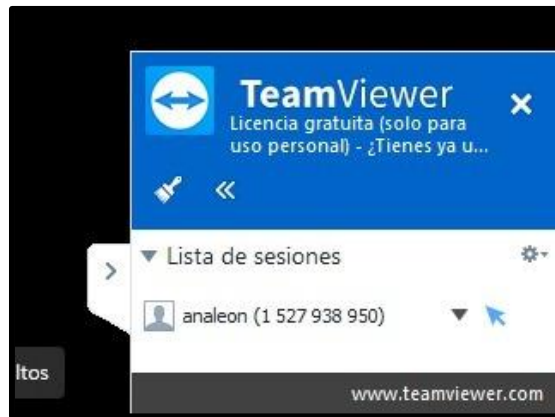 TeamViewer
Licencia gratuita (solo para
uso personal) - ¿Tienes ya u...
Lista de sesiones
analeon (1 527 938 950)
ltos
www.teamviewer.com